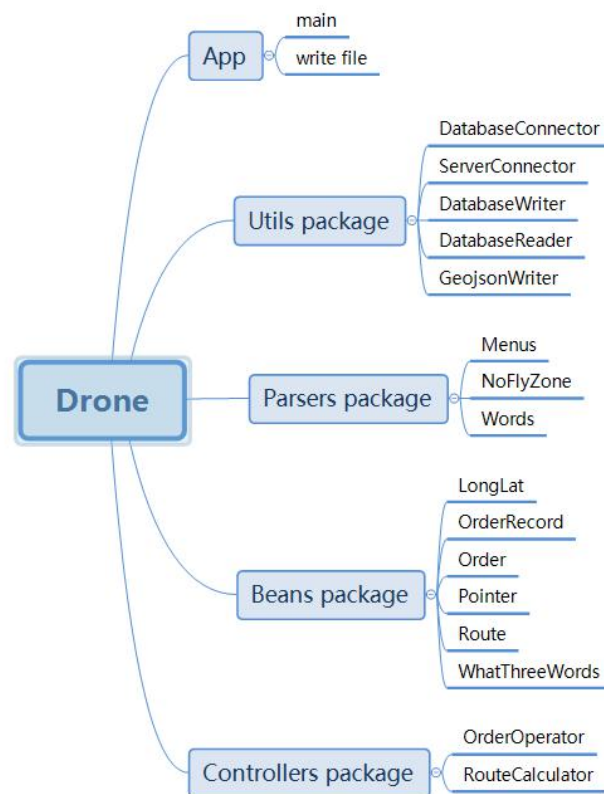 Drone
App
main
write file
Utils package
DatabaseConnector
ServerConnector
DatabaseWriter
DatabaseReader
GeojsonWriter
Parsers package
Menus
NoFlyZone
Words
Beans package
LongLat
OrderRecord
Order
Pointer
Route
WhatThreeWords
Controllers package
OrderOperator
RouteCalculator